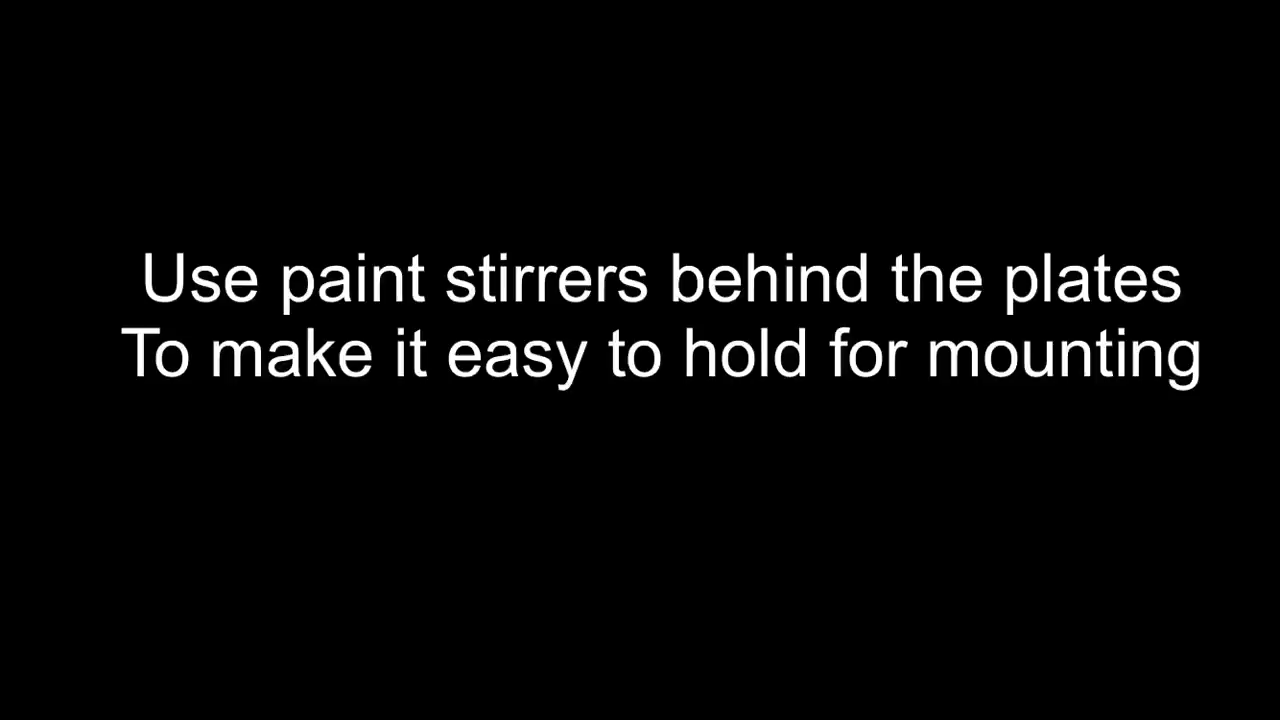 Use paint stirrers behind the plates
To make it easy to hold for mounting